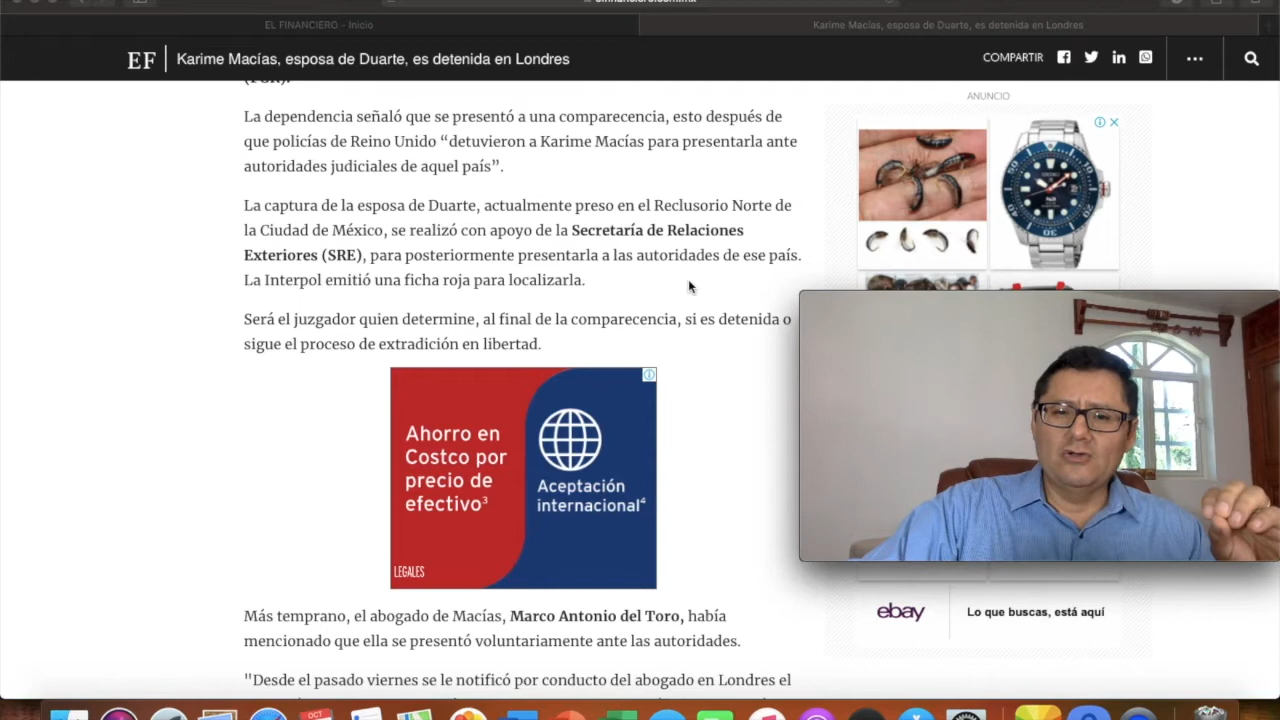 EL FINANCIERO - Inicio
Karime Macías, esposa de Duarte, es detenida en Londres
EF
Karime Macías, esposa de Duarte, es detenida en Londres
COMPARTIR
La dependencia señaló que se presentó a una comparecencia, esto después de
que policías de Reino Unido “detuvieron a Karime Macías para presentarla ante
autoridades judiciales de aquel país”.
La captura de la esposa de Duarte, actualmente preso en el Reclusorio Norte de
la Ciudad de México, se realizó con apoyo de la Secretaría de Relaciones
Exteriores (SRE), para posteriormente presentarla a las autoridades de ese país.
La Interpol emitió una ficha roja para localizarla.
Será el juzgador quien determine, al final de la comparecencia, si es detenida o
sigue el proceso de extradición en libertad.
Ahorro en
Costco por
precio de
efectivo³
LEGALES
Aceptación
internacional⁴
Más temprano, el abogado de Macías, Marco Antonio del Toro, había
mencionado que ella se presentó voluntariamente ante las autoridades.
"Desde el pasado viernes se le notificó por conducto del abogado en Londres el
ANUNCIO
SEIKO
ebay
Lo que buscas, está aquí
OCT